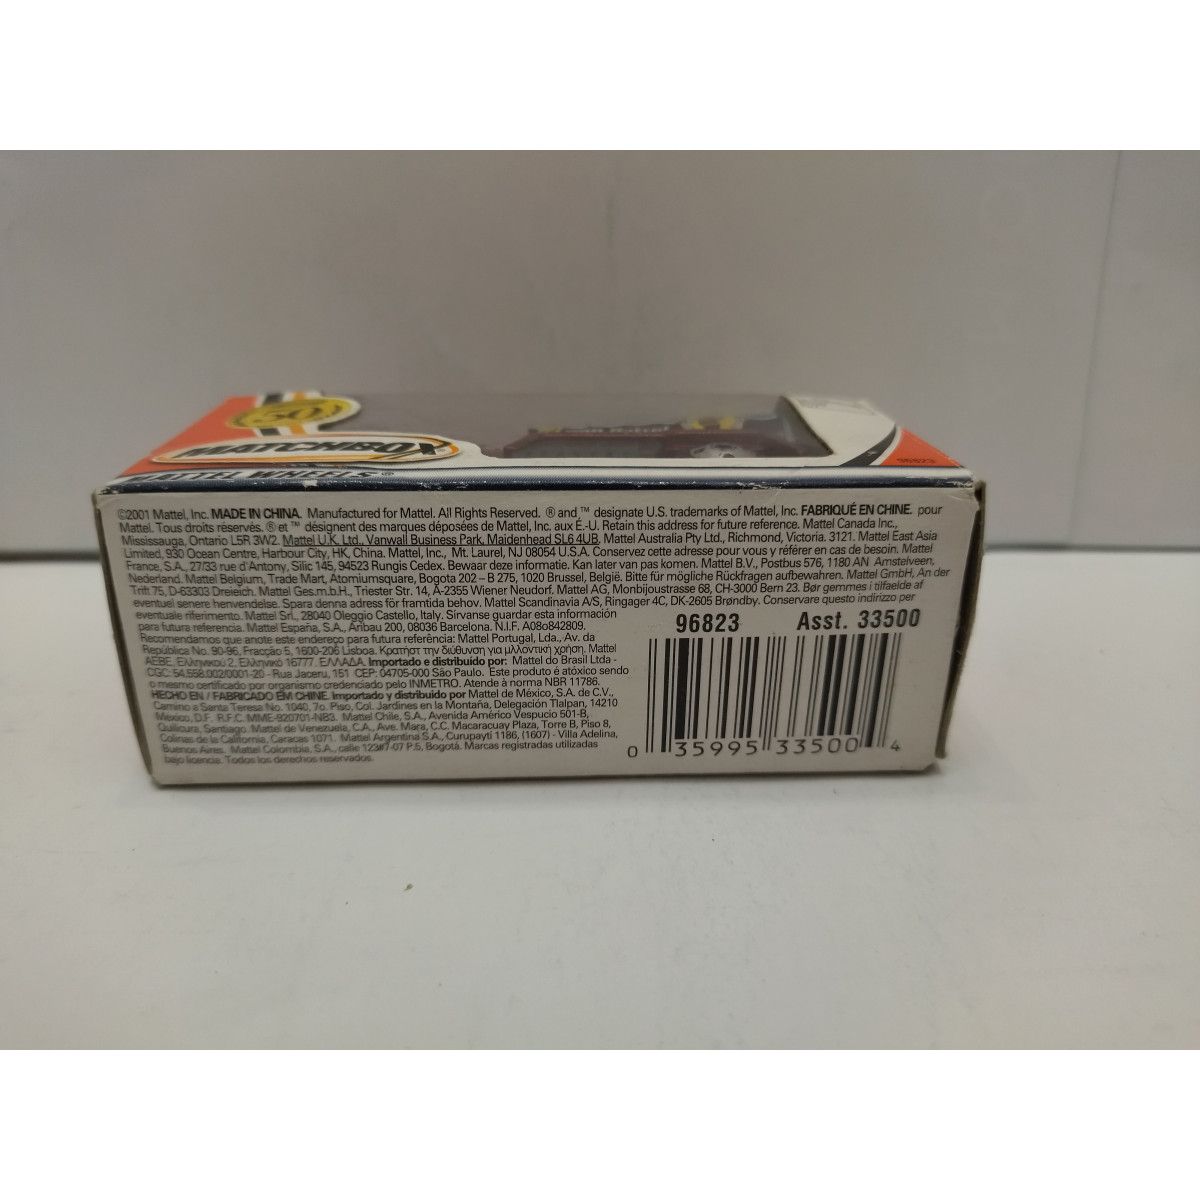 50
MATCHBOX
MATTEL WHEELS®
96823
©2001 Mattel, Inc. MADE IN CHINA. Manufactured for Mattel. All Rights Reserved. ® and ™ designate U.S. trademarks of Mattel, Inc. FABRIQUÉ EN CHINE. pour
Mattel. Tous droits réservés. ® et ™ désignent des marques déposées de Mattel, Inc. aux É.-U. Retain this address for future reference. Mattel Canada Inc.,
Mississauga, Ontario L5R 3W2. Mattel U.K. Ltd., Vanwall Business Park, Maidenhead SL6 4UB. Mattel Australia Pty Ltd., Richmond, Victoria. 3121. Mattel East Asia
Limited, 930 Ocean Centre, Harbour City, HK, China. Mattel, Inc., Mt. Laurel, NJ 08054 U.S.A. Conservez cette adresse pour vous y référer en cas de besoin. Mattel
France, S.A., 27/33 rue d'Antony, Silic 145, 94523 Rungis Cedex. Bewaar deze informatie. Kan later van pas komen. Mattel B.V., Postbus 576, 1180 AN Amstelveen,
Nederland. Mattel Belgium, Trade Mart, Atomiumsquare, Bogota 202 – B 275, 1020 Brussel, België. Bitte für mögliche Rückfragen aufbewahren. Mattel GmbH, An der
Trift 75, D-63303 Dreieich. Mattel Ges.m.b.H., Triester Str. 14, A-2355 Wiener Neudorf. Mattel AG, Monbijoustrasse 68, CH-3000 Bern 23. Bør gemmes i tilfælde af
eventuel senere henvendelse. Spara denna adress för framtida behov. Mattel Scandinavia A/S, Ringager 4C, DK-2605 Brøndby. Conservare questo indirizzo per
eventuale riferimento. Mattel Srl., 28040 Oleggio Castello, Italy. Sírvanse guardar esta información
para futura referencia. Mattel España, S.A., Aribau 200, 08036 Barcelona. N.I.F. A08o842809.
Recomendamos que anote este endereço para futura referência: Mattel Portugal, Lda., Av. da
República No. 90-96, Fracção 5, 1600-206 Lisboa. Κρατήστ την διύθυνση για μλλοντική χρήση. Mattel
AEBE, Ελληνικού 2, Ελληνικό 16777, ΕΛΛΑΔΑ. Importado e distribuido por: Mattel do Brasil Ltda -
CGC: 54.558.002/0001-20 - Rua Jaceru, 151 CEP: 04705-000 São Paulo. Este produto é atóxico sendo
o mesmo certificado por organismo credenciado pelo INMETRO. Atende à norma NBR 11786.
HECHO EN / FABRICADO EM CHINE. Importado y distribuido por Mattel de México, S.A. de C.V.,
Camino a Santa Teresa No. 1040, 7o. Piso, Col. Jardines en la Montaña, Delegación Tlalpan, 14210
México, D.F. R.F.C. MME-920701-NB3. Mattel Chile, S.A., Avenida Américo Vespucio 501-B,
Quilicura, Santiago. Mattel de Venezuela, C.A., Ave. Mara, C.C. Macaracuay Plaza, Torre B, Piso 8,
Colinas de la California, Caracas 1071. Mattel Argentina S.A., Curupayti 1186, (1607) - Villa Adelina,
Buenos Aires. Mattel Colombia, S.A., calle 123#7-07 P.5, Bogotá. Marcas registradas utilizadas
bajo licencia. Todos los derechos reservados.
96823 Asst. 33500
0 35995 33500 4